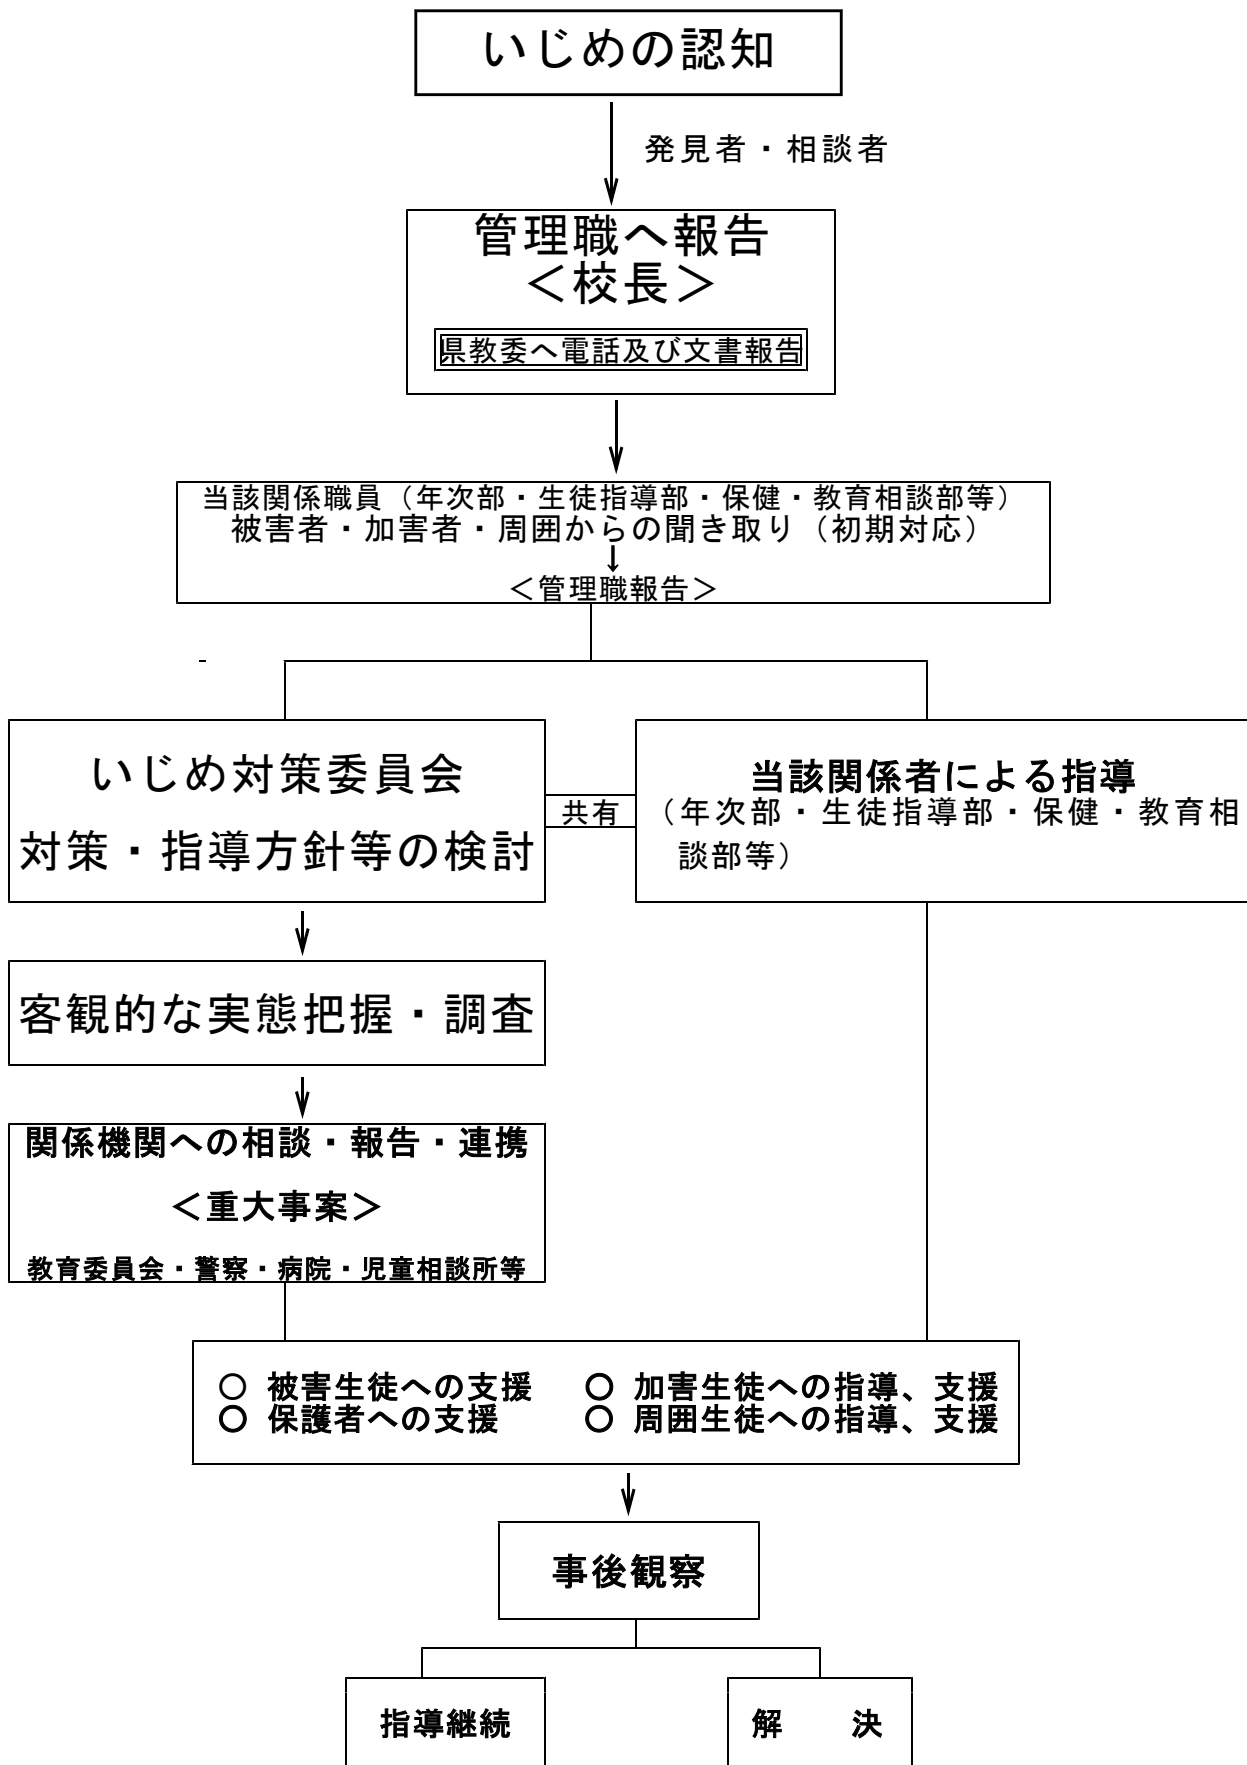 いじめの認知
発見者・相談者
管理職へ報告
＜校長＞
県教委へ電話及び文書報告
当該関係職員（年次部・生徒指導部・保健・教育相談部等）
被害者・加害者・周囲からの聞き取り（初期対応）
↓
＜管理職報告＞
いじめ対策委員会
対策・指導方針等の検討
共有
当該関係者による指導
（年次部・生徒指導部・保健・教育相
談部等）
客観的な実態把握・調査
関係機関への相談・報告・連携
＜重大事案＞
教育委員会・警察・病院・児童相談所等
○ 被害生徒への支援　○ 加害生徒への指導、支援
○ 保護者への支援　○ 周囲生徒への指導、支援
事後観察
指導継続
解　決